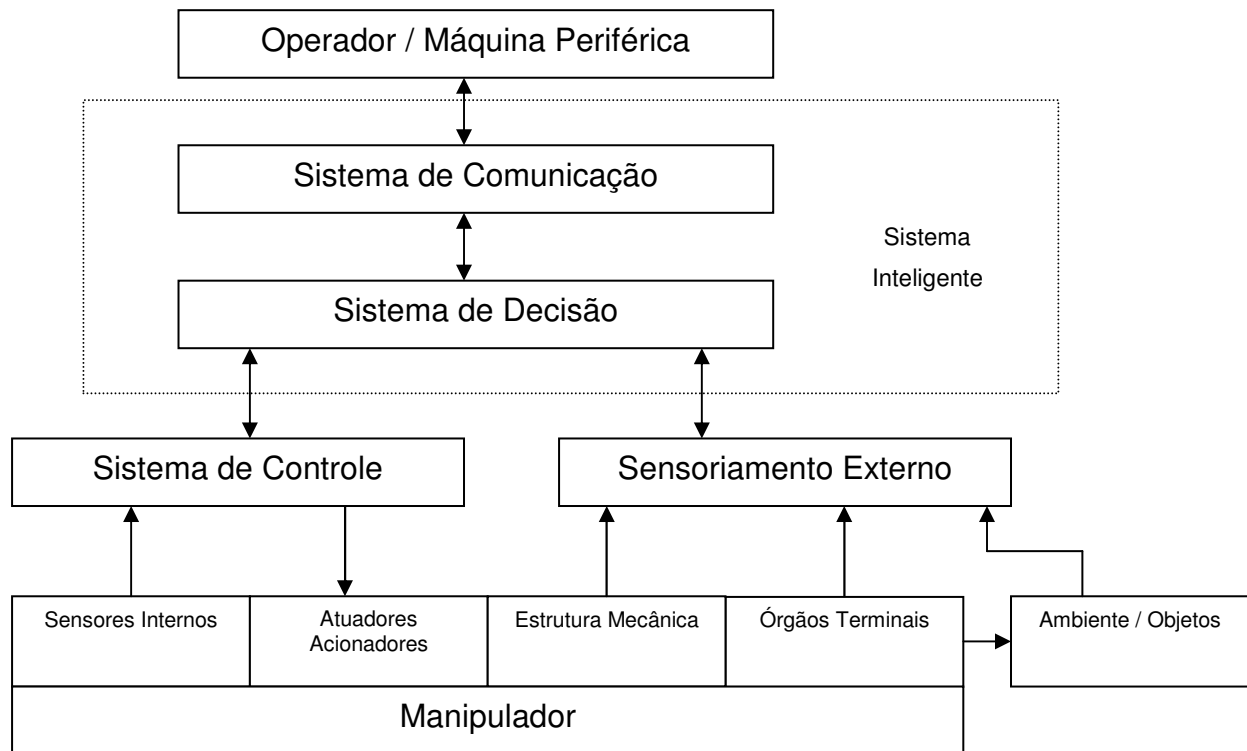 Operador / Máquina Periférica
Sistema de Comunicação
Sistema
Inteligente
Sistema de Decisão
Sistema de Controle
Sensoriamento Externo
Sensores Internos
Atuadores
Acionadores
Estrutura Mecânica
Órgãos Terminais
Ambiente / Objetos
Manipulador